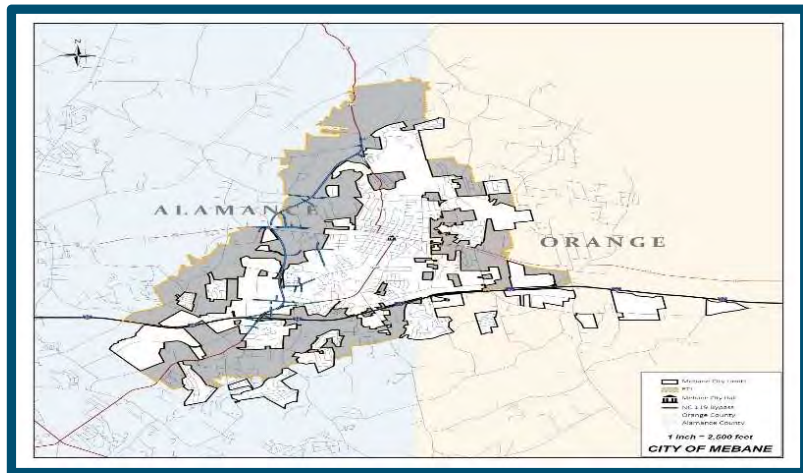 N
ALAMANCE
ORANGE
Mebane City Limits
ETJ
Mebane City Hall
NC 119 Bypass
Orange County
Alamance County
1 inch = 2,500 feet
CITY OF MEBANE